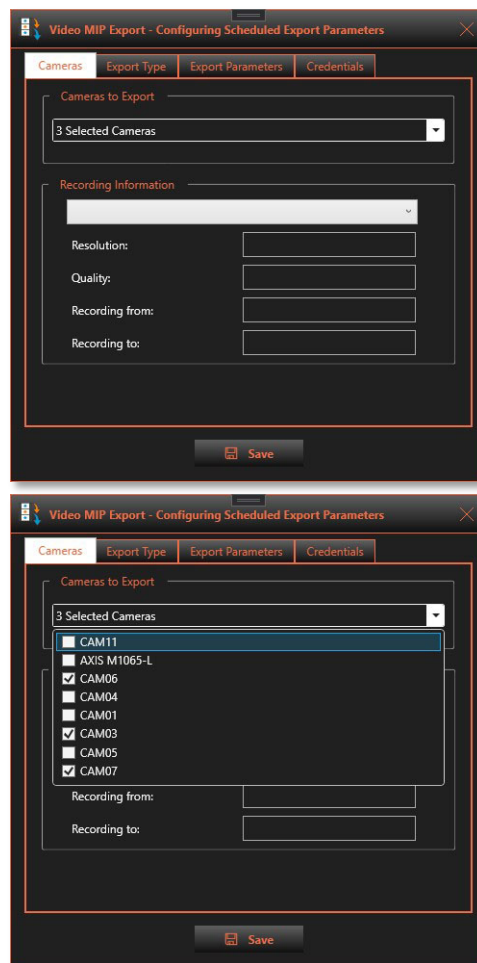 Video MIP Export - Configuring Scheduled Export Parameters
Cameras Export Type Export Parameters Credentials
Cameras to Export
3 Selected Cameras
Recording Information
Resolution:
Quality:
Recording from:
Recording to:
Save
Video MIP Export - Configuring Scheduled Export Parameters
Cameras Export Type Export Parameters Credentials
Cameras to Export
3 Selected Cameras
CAM11
AXIS M1065-L
CAM06
CAM04
CAM01
CAM03
CAM05
CAM07
Recording from:
Recording to:
Save